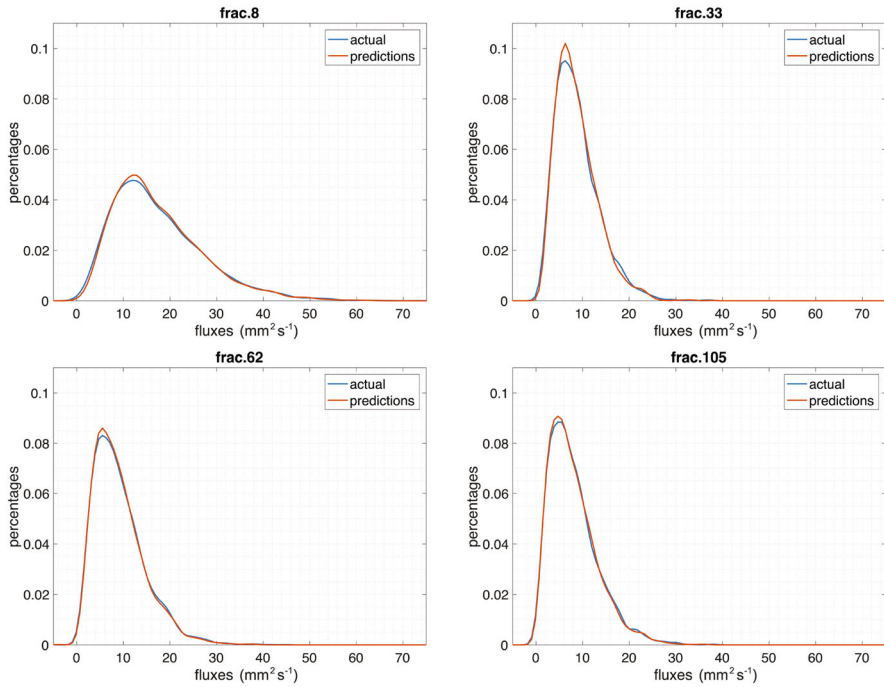 frac.8
actual
predictions
percentages
0.1
0.08
0.06
0.04
0.02
0
0 10 20 30 40 50 60 70
fluxes (mm² s⁻¹)
frac.33
actual
predictions
percentages
0.1
0.08
0.06
0.04
0.02
0
0 10 20 30 40 50 60 70
fluxes (mm² s⁻¹)
frac.62
actual
predictions
percentages
0.1
0.08
0.06
0.04
0.02
0
0 10 20 30 40 50 60 70
fluxes (mm² s⁻¹)
frac.105
actual
predictions
percentages
0.1
0.08
0.06
0.04
0.02
0
0 10 20 30 40 50 60 70
fluxes (mm² s⁻¹)